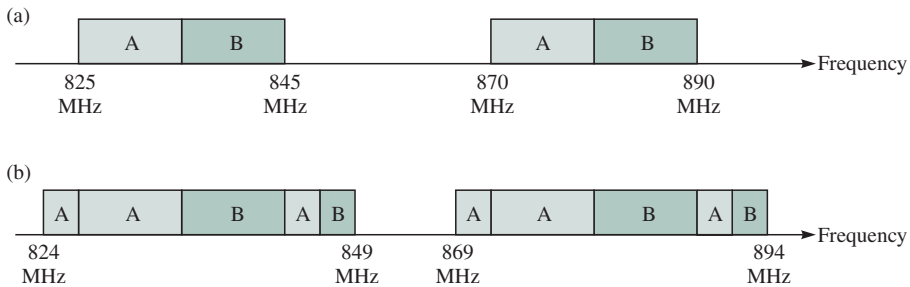 (a)
A B A B
Frequency
825 MHz
845 MHz
870 MHz
890 MHz
(b)
A A B A B A A B A B
Frequency
824 MHz
849 MHz
869 MHz
894 MHz